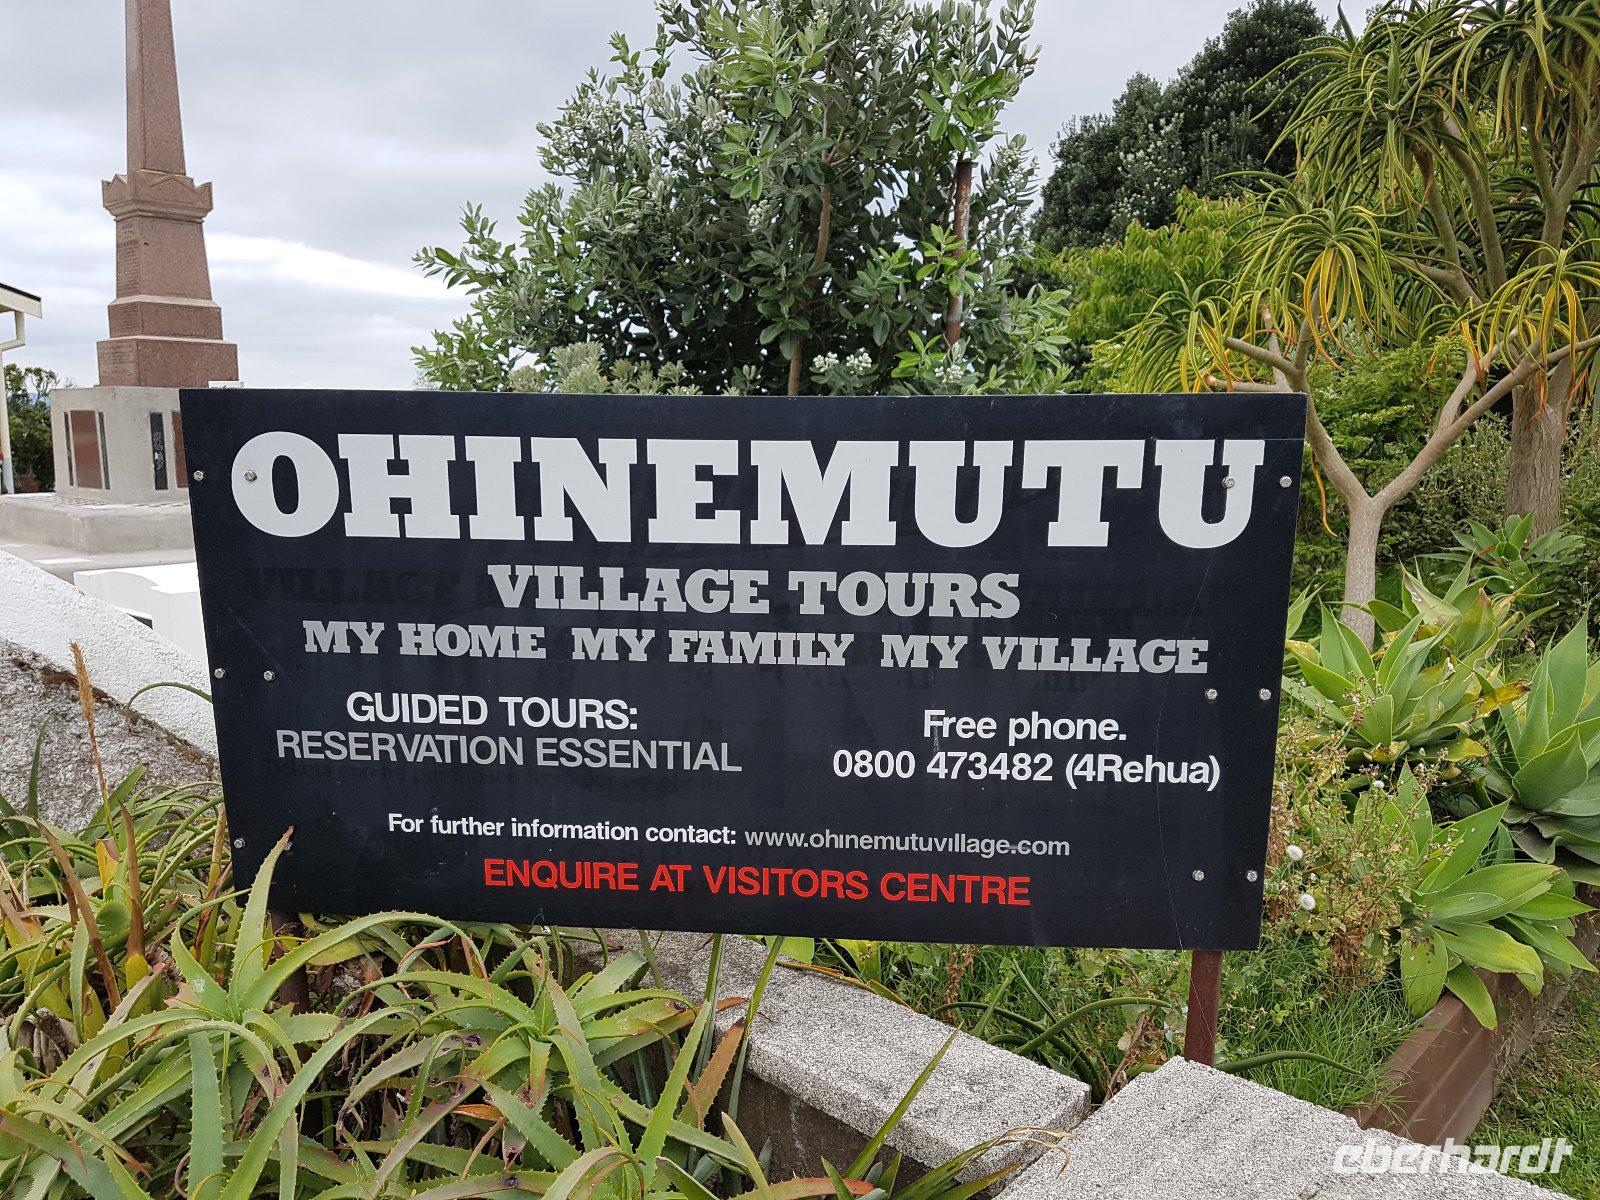 OHINEMUTU
VILLAGE TOURS
MY HOME MY FAMILY MY VILLAGE
GUIDED TOURS:
RESERVATION ESSENTIAL
Free phone.
0800 473482 (4Rehua)
For further information contact: www.ohinemutuvillage.com
ENQUIRE AT VISITORS CENTRE
eberhardt